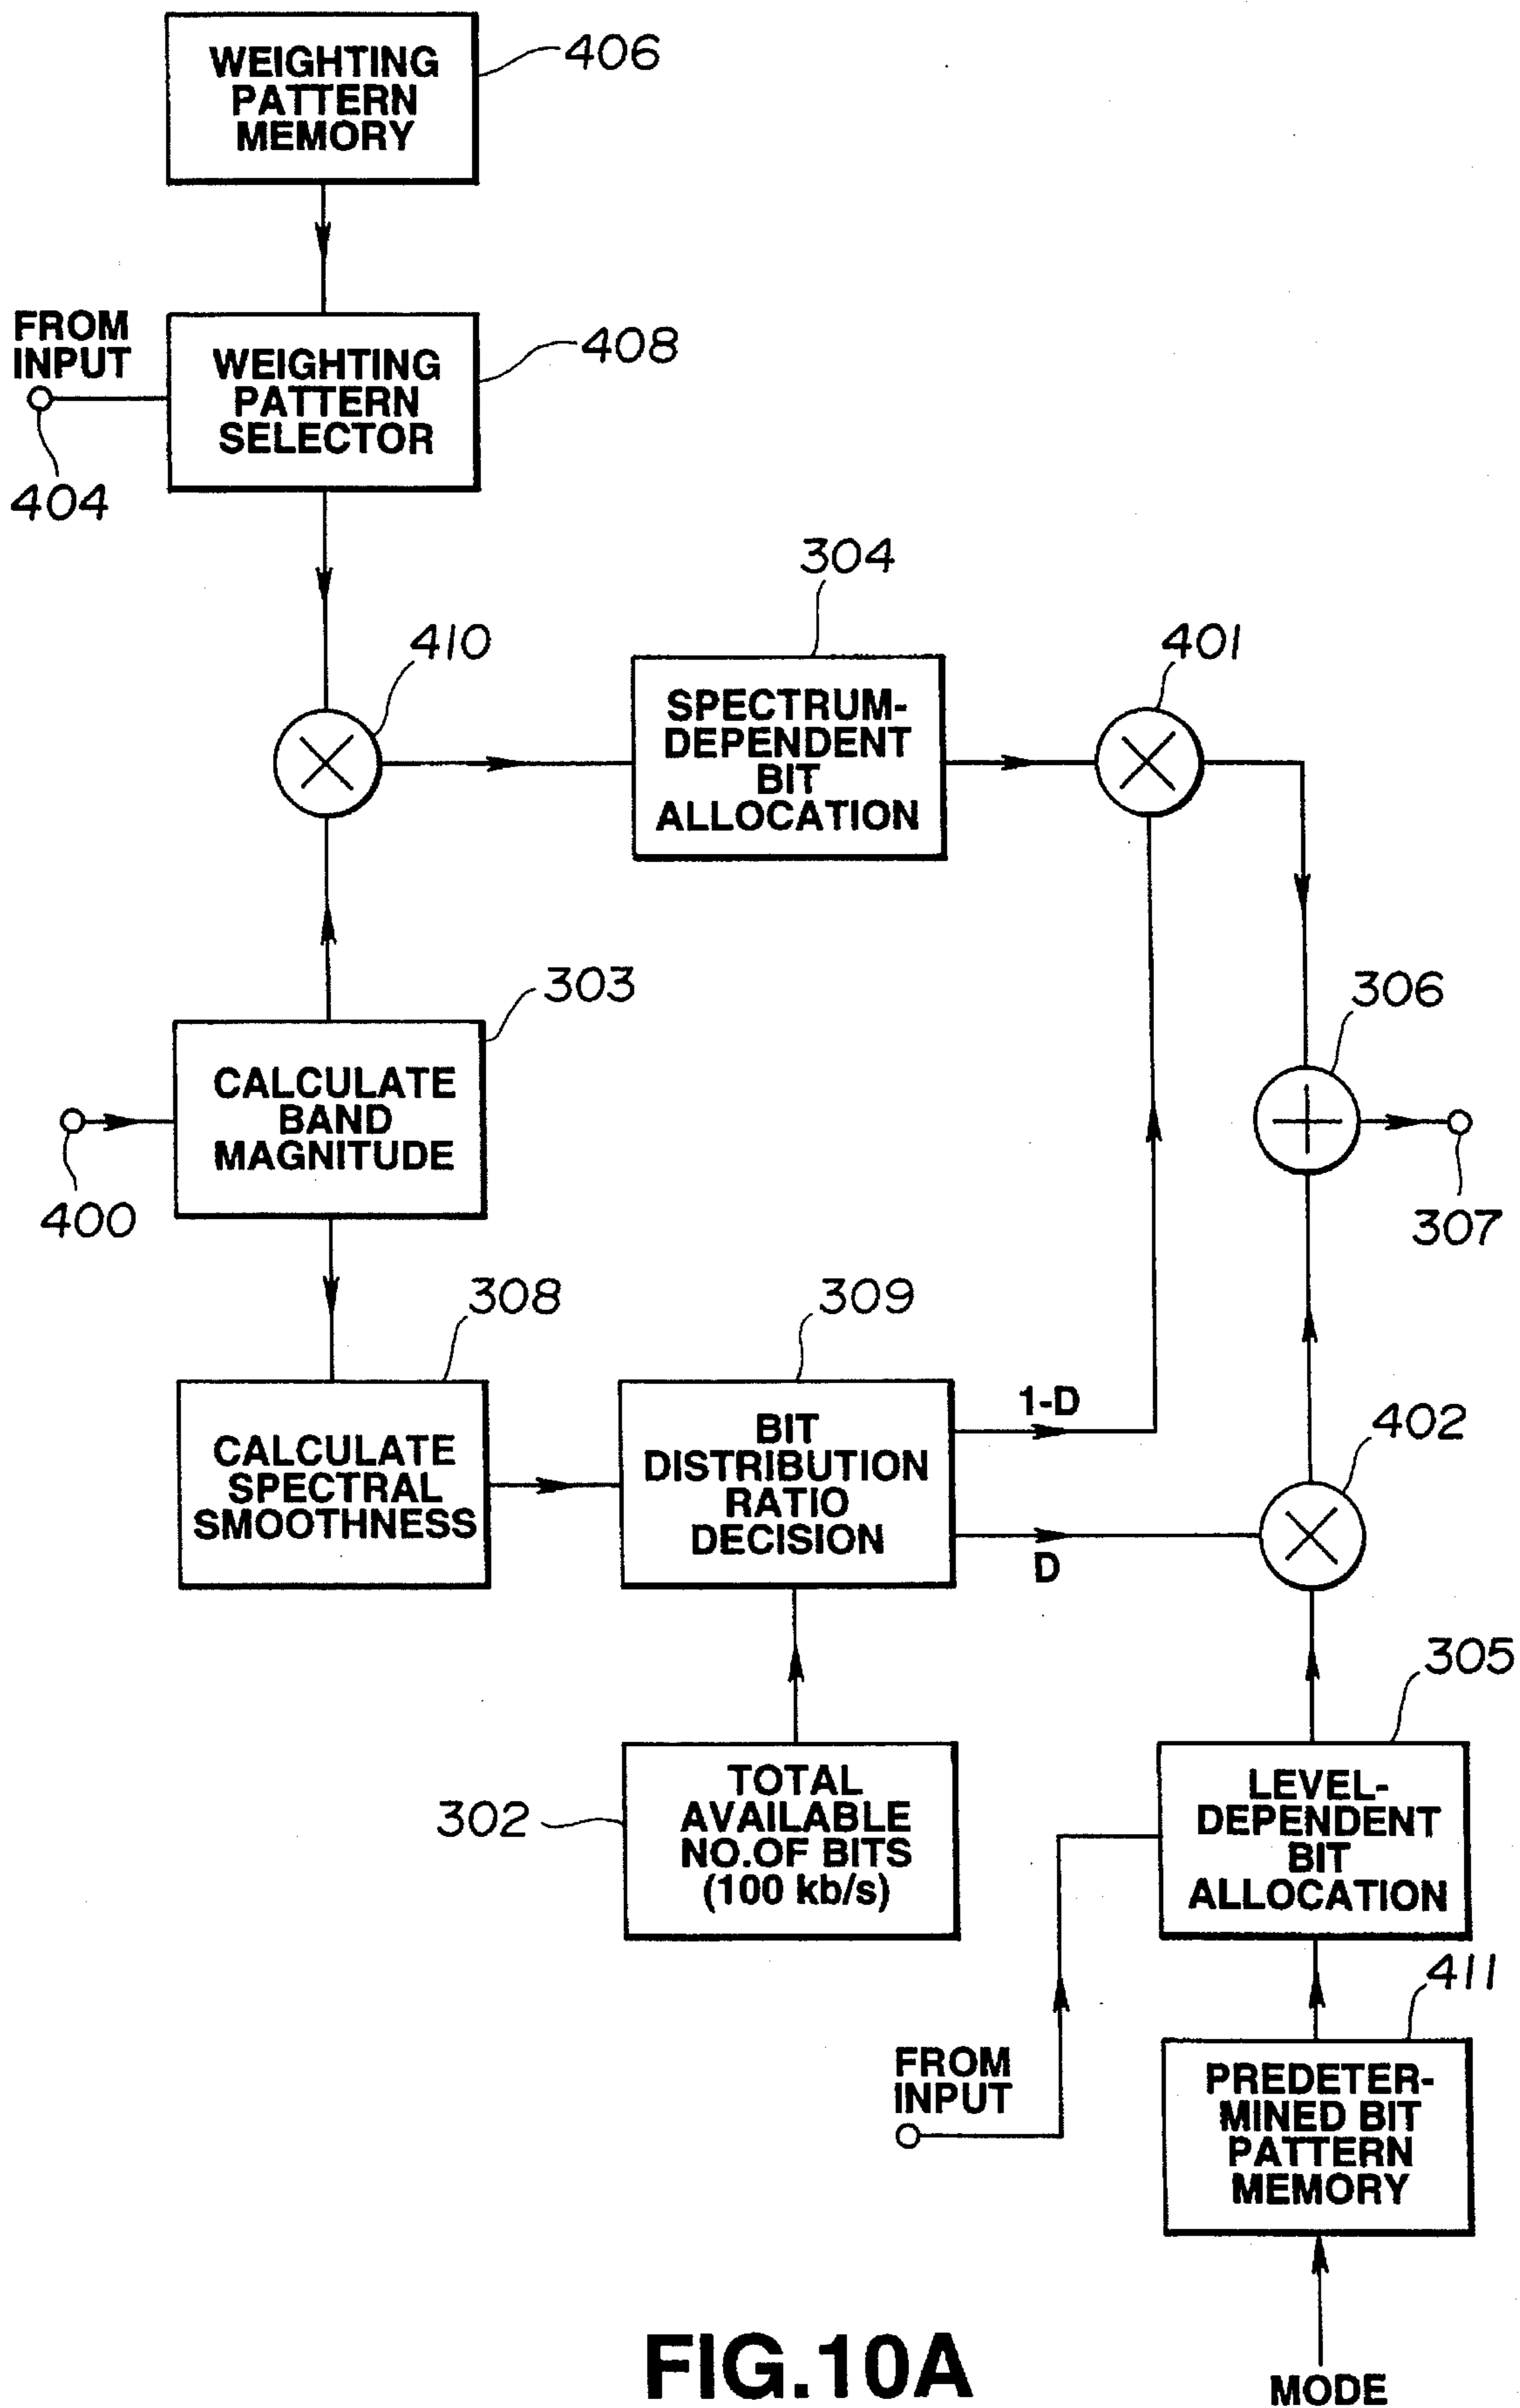 WEIGHTING
PATTERN
MEMORY
406
FROM
INPUT
404
WEIGHTING
PATTERN
SELECTOR
408
410
304
SPECTRUM-
DEPENDENT
BIT
ALLOCATION
401
303
CALCULATE
BAND
MAGNITUDE
400
306
307
308
CALCULATE
SPECTRAL
SMOOTHNESS
309
BIT
DISTRIBUTION
RATIO
DECISION
1-D
D
402
302
TOTAL
AVAILABLE
NO.OF BITS
(100 kb/s)
305
LEVEL-
DEPENDENT
BIT
ALLOCATION
FROM
INPUT
411
PREDETER-
MINED BIT
PATTERN
MEMORY
MODE
FIG.10A